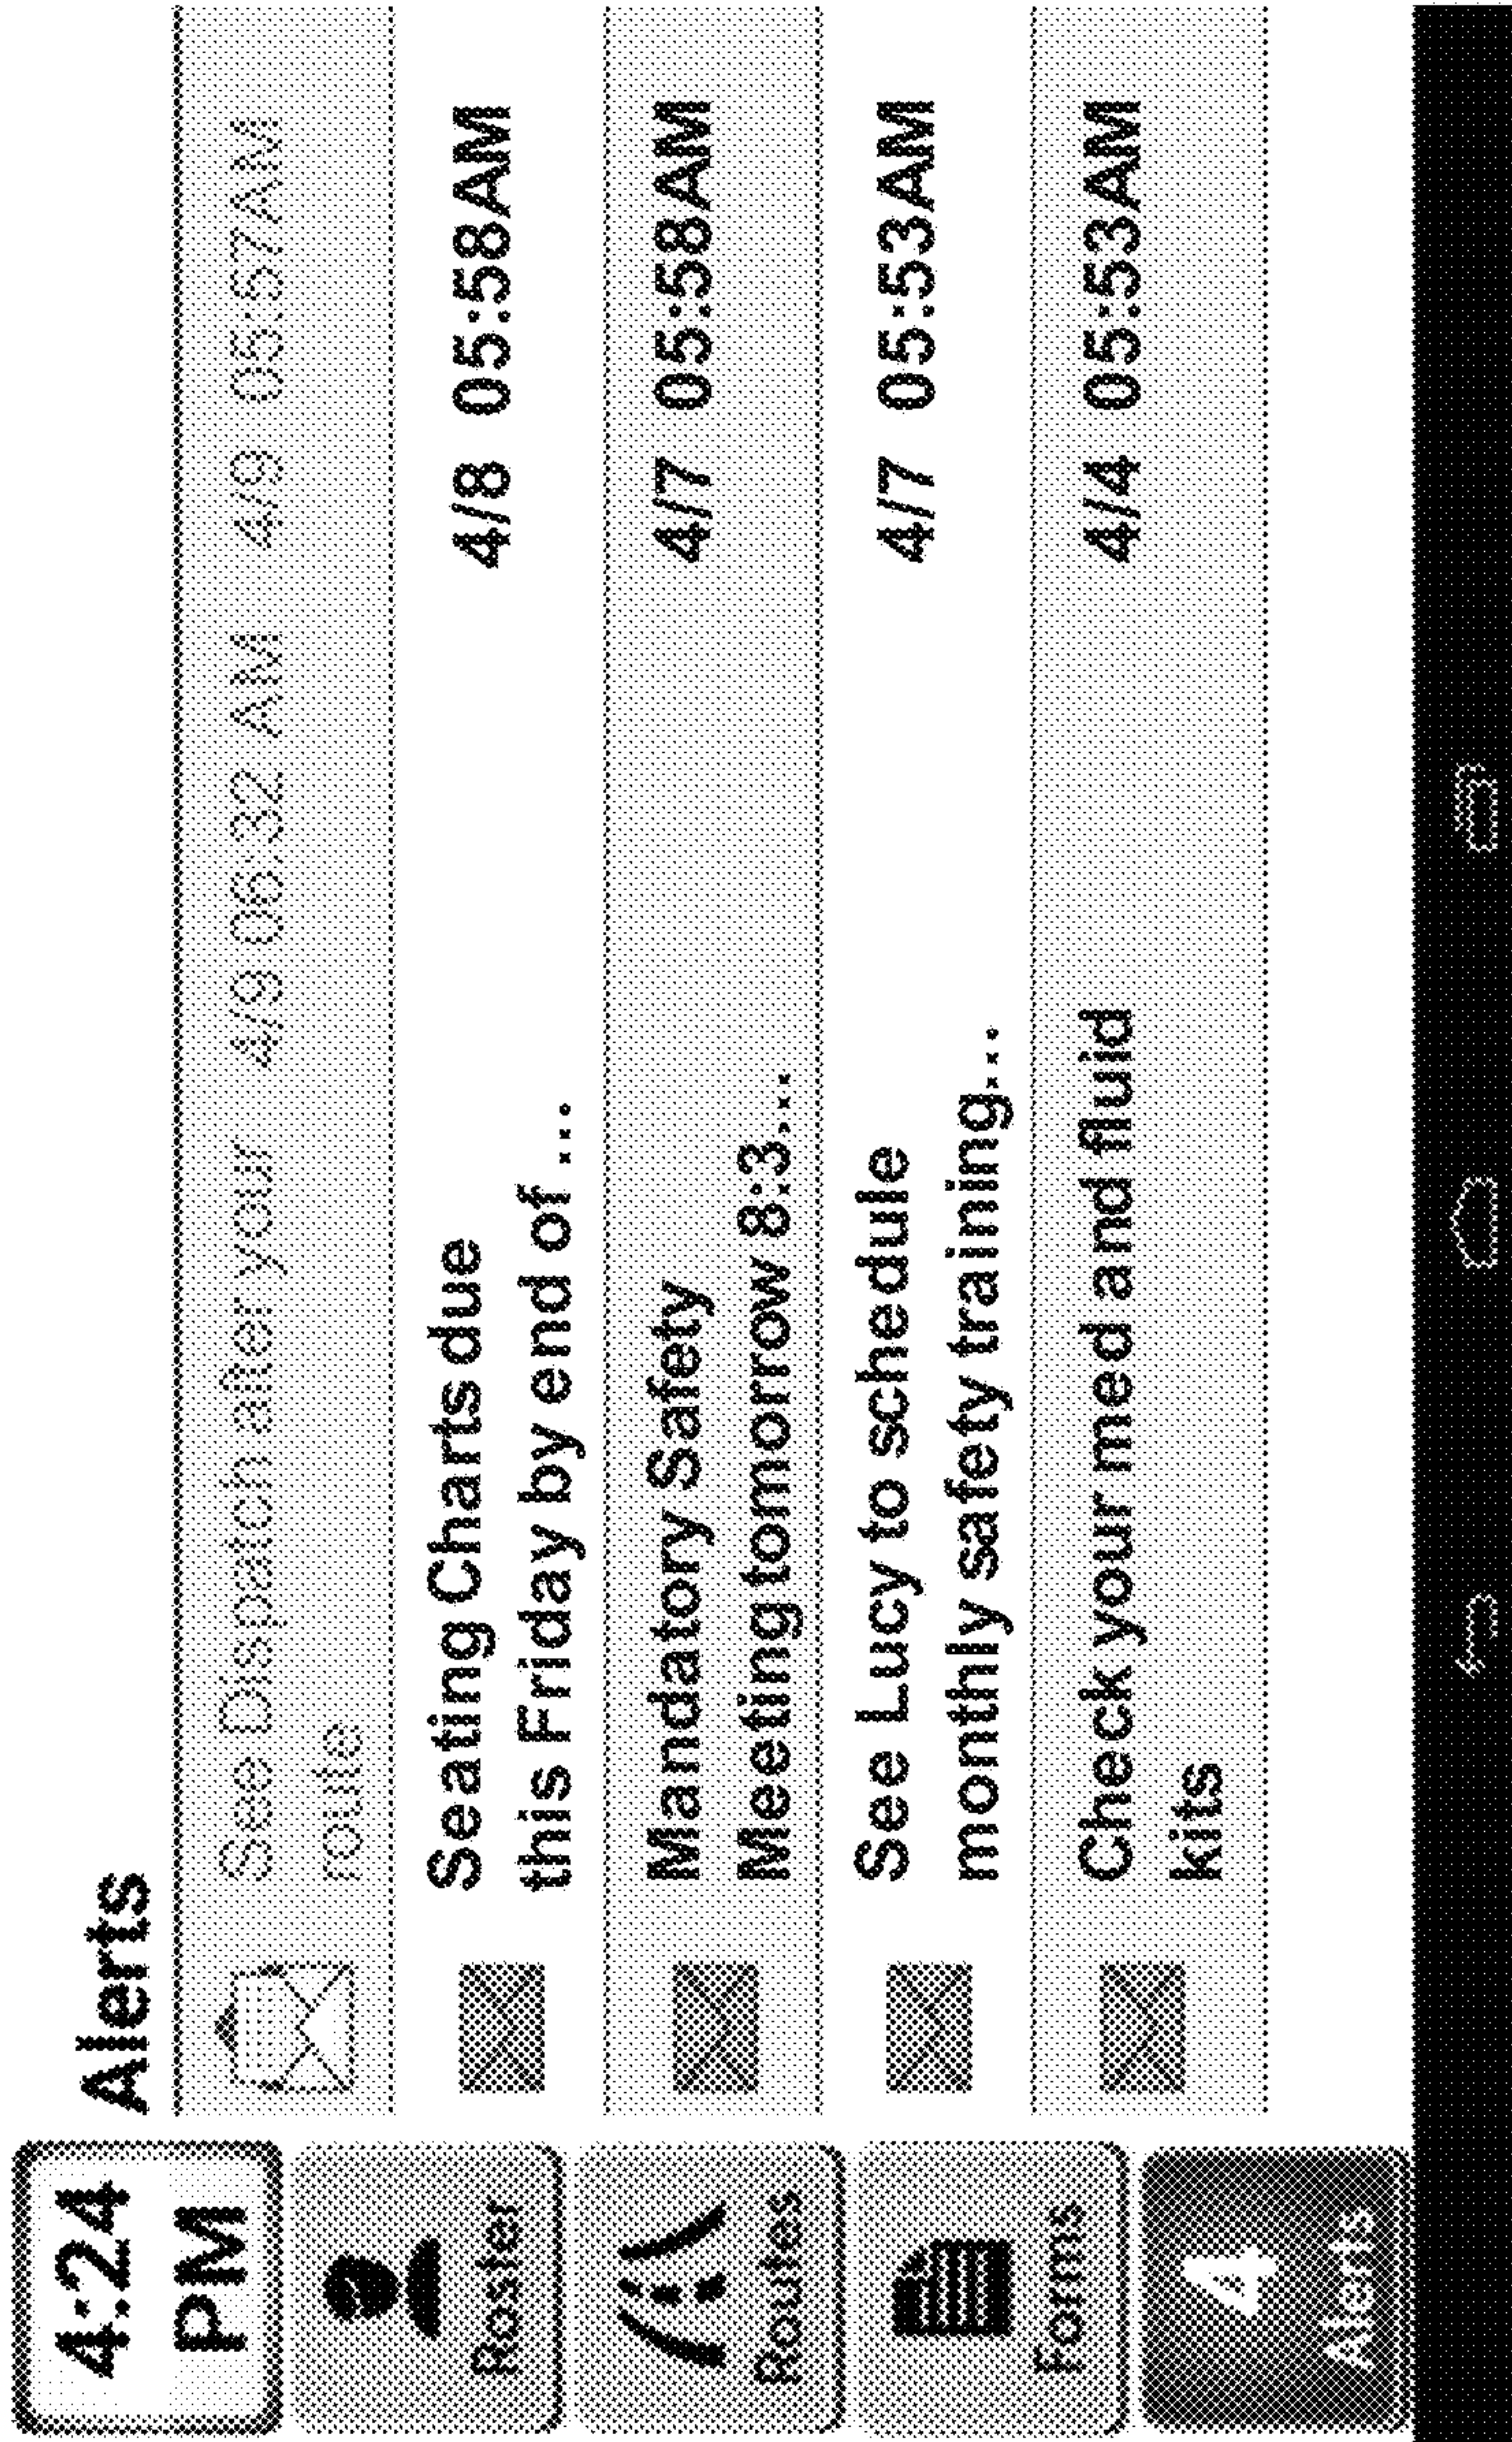 4:24
PM
Roster
Routes
Forms
4
Alerts
Alerts
See Dispatch after your 4/9 06:32 AM 4/9 05:57AM
route
Seating Charts due 4/8 05:58AM
this Friday by end of...
Mandatory Safety 4/7 05:58AM
Meeting tomorrow 8:3...
See Lucy to schedule 4/7 05:53AM
monthly safety training...
Check your med and fluid 4/4 05:53AM
kits